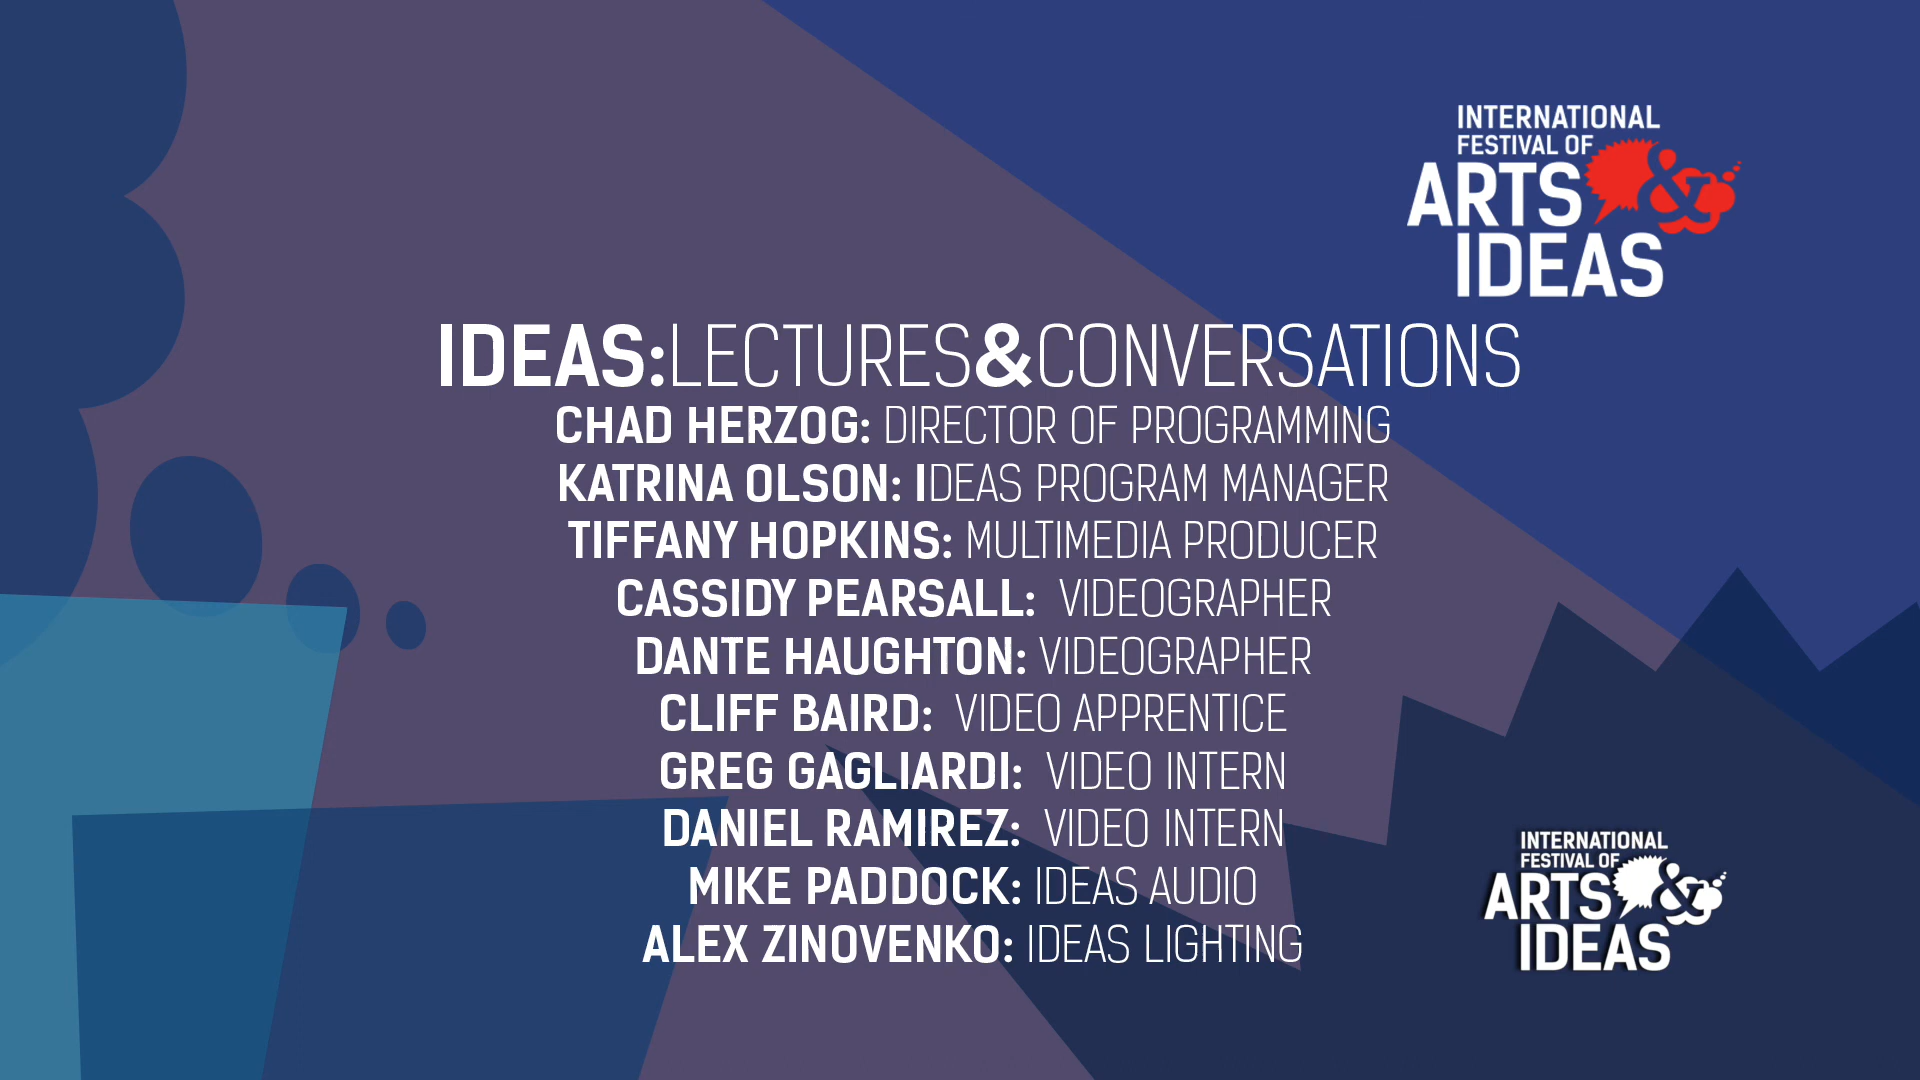 INTERNATIONAL
FESTIVAL OF
ARTS &
IDEAS
IDEAS:LECTURES&CONVERSATIONS
CHAD HERZOG: DIRECTOR OF PROGRAMMING
KATRINA OLSON: IDEAS PROGRAM MANAGER
TIFFANY HOPKINS: MULTIMEDIA PRODUCER
CASSIDY PEARSALL: VIDEOGRAPHER
DANTE HAUGHTON: VIDEOGRAPHER
CLIFF BAIRD: VIDEO APPRENTICE
GREG GAGLIARDI: VIDEO INTERN
DANIEL RAMIREZ: VIDEO INTERN
MIKE PADDOCK: IDEAS AUDIO
ALEX ZINOVENKO: IDEAS LIGHTING
INTERNATIONAL
FESTIVAL OF
ARTS &
IDEAS